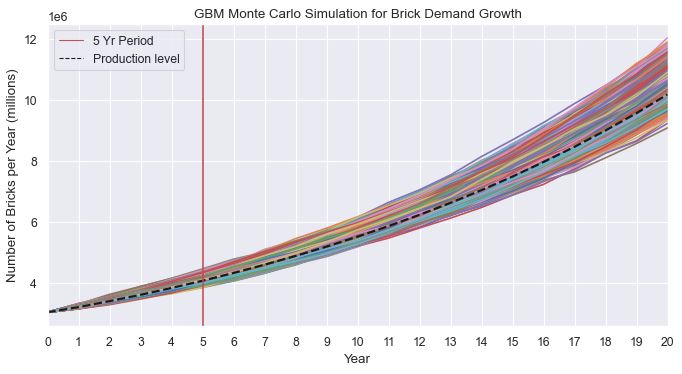 GBM Monte Carlo Simulation for Brick Demand Growth
1e6
12
10
8
6
4
Number of Bricks per Year (millions)
5 Yr Period
Production level
0 1 2 3 4 5 6 7 8 9 10 11 12 13 14 15 16 17 18 19 20
Year